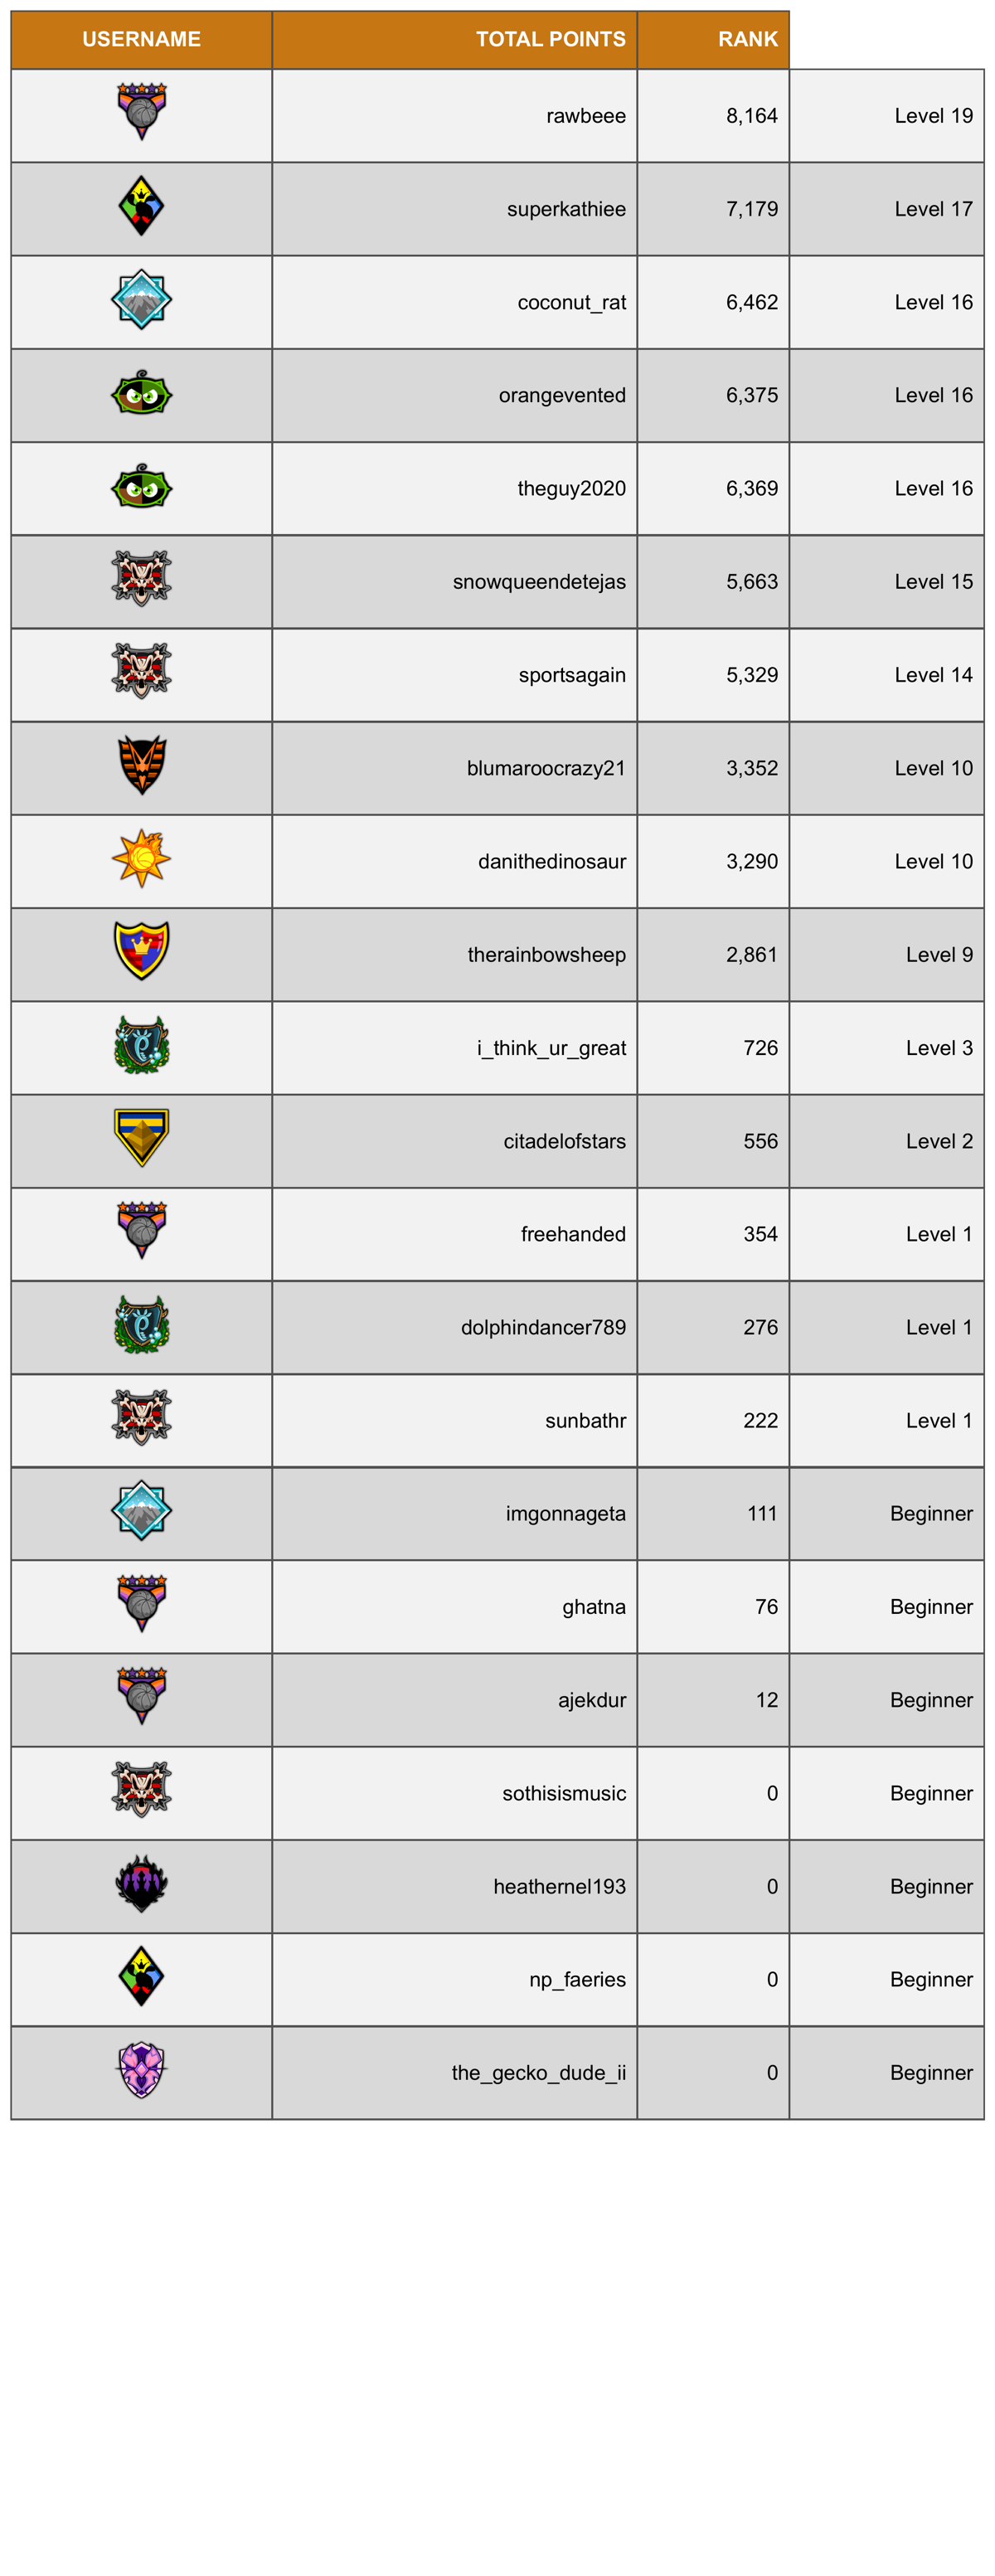 USERNAME TOTAL POINTS RANK
rawbeee 8,164 Level 19
superkathiee 7,179 Level 17
coconut_rat 6,462 Level 16
orangevented 6,375 Level 16
theguy2020 6,369 Level 16
snowqueendetejas 5,663 Level 15
sportsagain 5,329 Level 14
blumaroocrazy21 3,352 Level 10
danithedinosaur 3,290 Level 10
therainbowsheep 2,861 Level 9
i_think_ur_great 726 Level 3
citadelofstars 556 Level 2
freehanded 354 Level 1
dolphindancer789 276 Level 1
sunbathr 222 Level 1
imgonnageta 111 Beginner
ghatna 76 Beginner
ajekdur 12 Beginner
sothisismusic 0 Beginner
heathernel193 0 Beginner
np_faeries 0 Beginner
the_gecko_dude_ii 0 Beginner